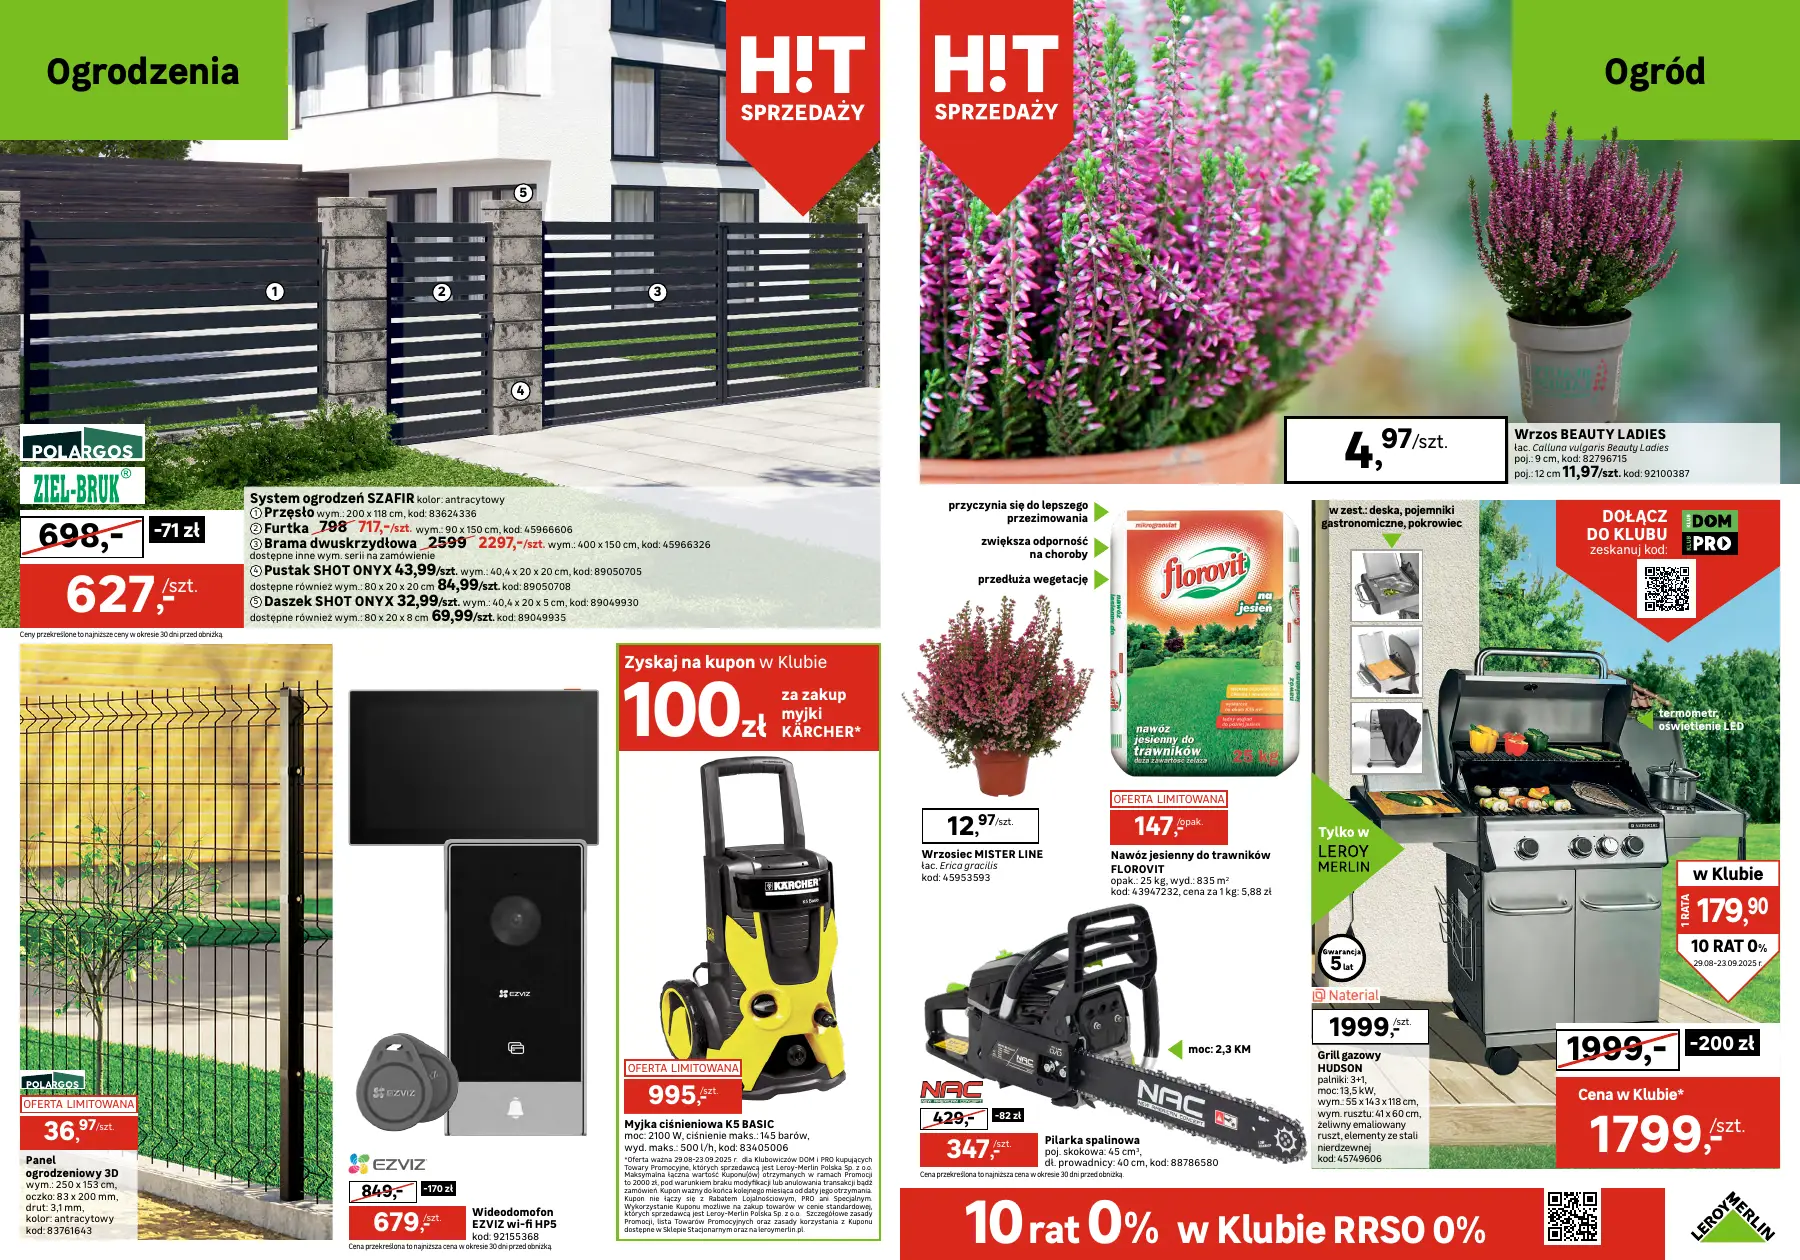 Ogrodzenia
H!T
SPRZEDAŻY
1
2
3
4
5
POLARGOS
ZIEL-BRUK®
698,-
-71 zł
627,-/szt.
System ogrodzeń SZAFIR kolor: antracytowy
1 Przęsło wym.: 200 x 118 cm, kod: 83624336
2 Furtka 798 717,-/szt. wym.: 90 x 150 cm, kod: 45966606
3 Brama dwuskrzydłowa 2599 2297,-/szt. wym.: 400 x 150 cm, kod: 45966326
dostępne inne wym. serii na zamówienie
4 Pustak SHOT ONYX 43,99/szt. wym.: 40,4 x 20 x 20 cm, kod: 89050705
dostępne również wym.: 80 x 20 x 20 cm 84,99/szt. kod: 89050708
5 Daszek SHOT ONYX 32,99/szt. wym.: 40,4 x 20 x 5 cm, kod: 89049930
dostępne również wym.: 80 x 20 x 8 cm 69,99/szt. kod: 89049935
Ceny przekreślone to najniższe ceny w okresie 30 dni przed obniżką.
POLARGOS
OFERTA LIMITOWANA
36,97/szt.
Panel
ogrodzeniowy 3D
wym.: 250 x 153 cm,
oczko: 83 x 200 mm,
drut: 3,1 mm,
kolor: antracytowy
kod: 83761643
EZVIZ
EZVIZ
EZVIZ
849,-
-170 zł
679,-/szt.
Wideodomofon
EZVIZ wi-fi HP5
kod: 92155368
Cena przekreślona to najniższa cena w okresie 30 dni przed obniżką.
Zyskaj na kupon w Klubie
100 zł
za zakup
myjki
KÄRCHER*
KÄRCHER
K5 Basic
OFERTA LIMITOWANA
995,-/szt.
Myjka ciśnieniowa K5 BASIC
moc: 2100 W, ciśnienie maks.: 145 barów,
wyd. maks.: 500 l/h, kod: 83405006
*Oferta ważna 29.08-23.09.2025 r. dla Klubowiczów DOM i PRO kupujących
Towary Promocyjne, których sprzedawcą jest Leroy-Merlin Polska Sp. z o.o.
Maksymalna łączna wartość Kuponu(ów) otrzymanych w ramach Promocji
to 2000 zł, pod warunkiem braku modyfikacji lub anulowania transakcji bądź
zamówień. Kupon ważny do końca kolejnego miesiąca od daty jego otrzymania.
Kupon nie łączy się z Rabatem Lojalnościowym, PRO ani Specjalnym.
Wykorzystanie Kuponu możliwe na zakup towarów w cenie standardowej,
których sprzedawcą jest Leroy-Merlin Polska Sp. z o.o. Szczegółowe zasady
Promocji, lista Towarów Promocyjnych oraz zasady korzystania z Kuponu
dostępne w Sklepie Stacjonarnym oraz na leroymerlin.pl.
H!T
SPRZEDAŻY
Ogród
4,97/szt.
Wrzos BEAUTY LADIES
łac. Calluna vulgaris Beauty Ladies
poj.: 9 cm, kod: 82796715
poj.: 12 cm 11,97/szt. kod: 92100387
przyczynia się do lepszego
przezimowania
zwiększa odporność
na choroby
przedłuża wegetację
mikrogranulat
florovit
na
jesień
nawóz
jesienny do
trawników
duża zawartość żelaza
25 kg
12,97/szt.
Wrzosiec MISTER LINE
łac. Erica gracilis
kod: 45953593
OFERTA LIMITOWANA
147,-/opak.
Nawóz jesienny do trawników
FLOROVIT
opak.: 25 kg, wyd.: 835 m²
kod: 43947232, cena za 1 kg: 5,88 zł
NAC
NAC
moc: 2,3 KM
NAC
429,-
-82 zł
347,-/szt.
Pilarka spalinowa
poj. skokowa: 45 cm³,
dł. prowadnicy: 40 cm, kod: 88786580
Cena przekreślona to najniższa cena w okresie 30 dni przed obniżką.
w zest.: deska, pojemniki
gastronomiczne, pokrowiec
DOŁĄCZ
DO KLUBU
zeskanuj kod:
KLUB DOM
KLUB PRO
termometr,
oświetlenie LED
Tylko w
LEROY
MERLIN
Gwarancja
5 lat
Naterial
NATERIAL
w Klubie
1 RATA
179,90
10 RAT 0%
29.08-23.09.2025 r.
1999,-/szt.
Grill gazowy
HUDSON
palniki: 3+1,
moc: 13,5 kW,
wym.: 55 x 143 x 118 cm,
wym. rusztu: 41 x 60 cm,
żeliwny emaliowany
ruszt, elementy ze stali
nierdzewnej
kod: 45749606
1999,-
-200 zł
Cena w Klubie*
1799,-/szt.
10 rat 0% w Klubie RRSO 0%
LEROY MERLIN